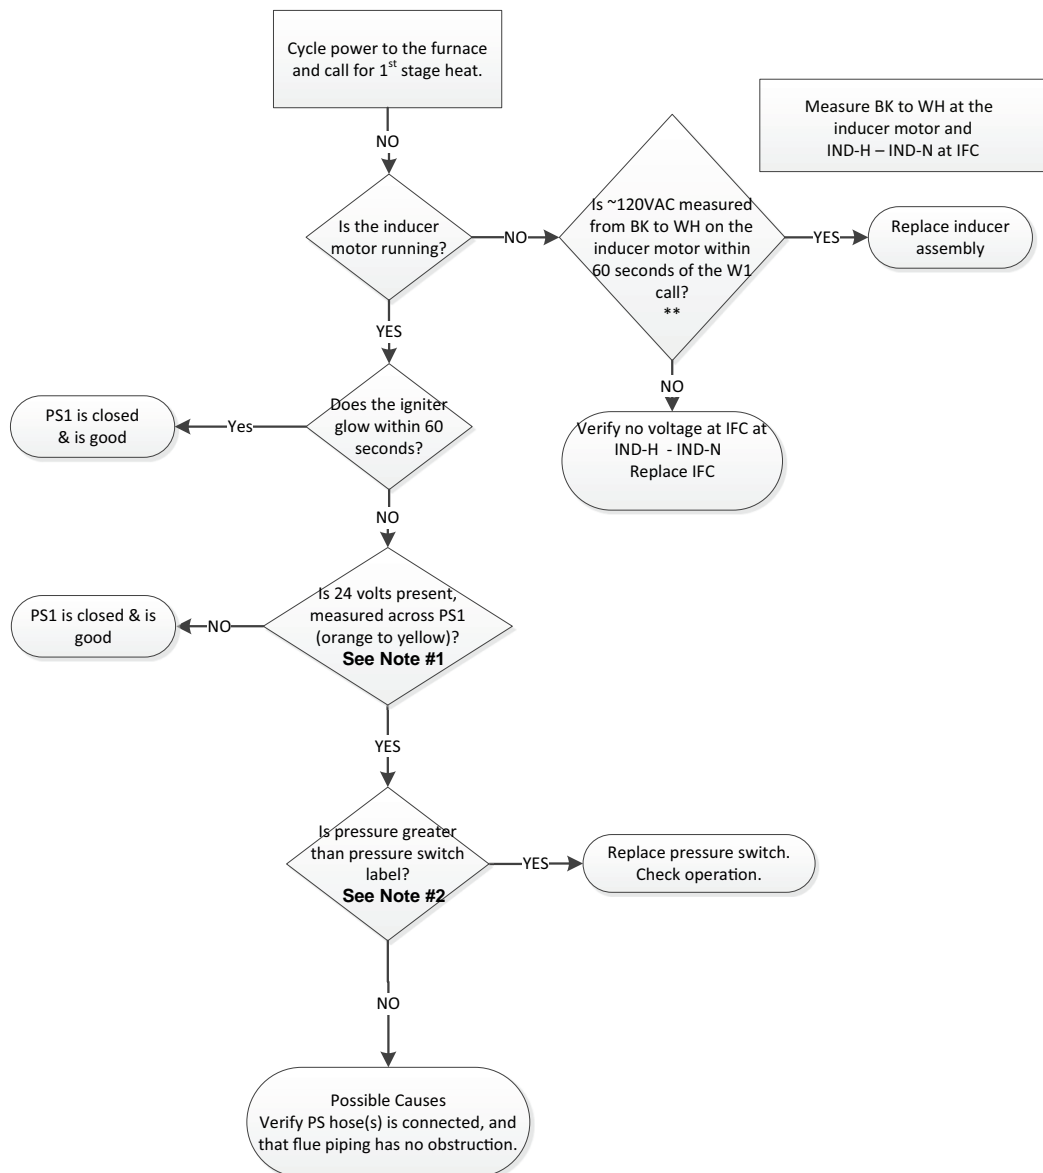 Cycle power to the furnace
and call for 1st stage heat.
NO
Measure BK to WH at the
inducer motor and
IND-H – IND-N at IFC
Is the inducer
motor running?
NO
Is ~120VAC measured
from BK to WH on the
inducer motor within
60 seconds of the W1
call?
**
YES
Replace inducer
assembly
YES
NO
Verify no voltage at IFC at
IND-H - IND-N
Replace IFC
Does the igniter
glow within 60
seconds?
Yes
PS1 is closed
& is good
NO
Is 24 volts present,
measured across PS1
(orange to yellow)?
See Note #1
NO
PS1 is closed & is
good
YES
Is pressure greater
than pressure switch
label?
See Note #2
YES
Replace pressure switch.
Check operation.
NO
Possible Causes
Verify PS hose(s) is connected, and
that flue piping has no obstruction.